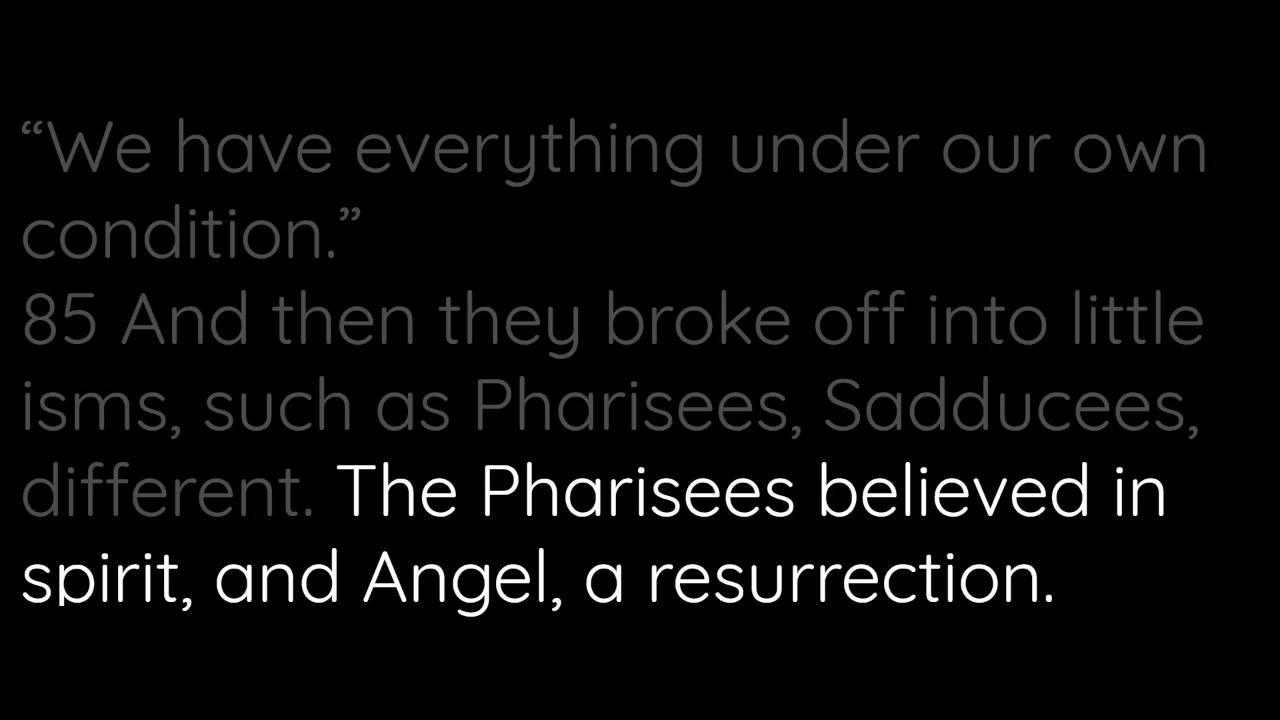 “We have everything under our own
condition.”
85 And then they broke off into little
isms, such as Pharisees, Sadducees,
different. The Pharisees believed in
spirit, and Angel, a resurrection.